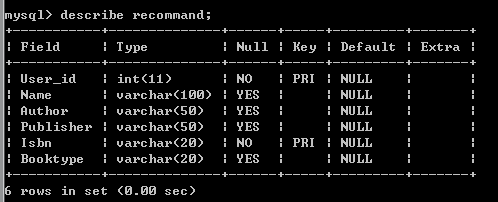 mysql> describe recommand;
+-----------+--------------+------+-----+---------+-------+
| Field     | Type         | Null | Key | Default | Extra |
+-----------+--------------+------+-----+---------+-------+
| User_id   | int(11)      | NO   | PRI | NULL    |       |
| Name      | varchar(100) | YES  |     | NULL    |       |
| Author    | varchar(50)  | YES  |     | NULL    |       |
| Publisher | varchar(50)  | YES  |     | NULL    |       |
| Isbn      | varchar(20)  | NO   | PRI | NULL    |       |
| Booktype  | varchar(20)  | YES  |     | NULL    |       |
+-----------+--------------+------+-----+---------+-------+
6 rows in set (0.00 sec)